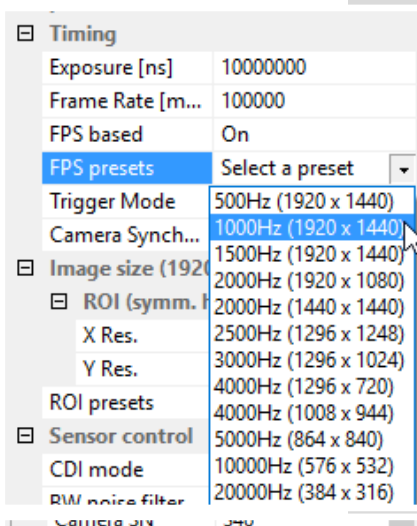 Timing
Exposure [ns] 10000000
Frame Rate [m... 100000
FPS based On
FPS presets Select a preset
Trigger Mode 500Hz (1920 x 1440)
Camera Synch... 1000Hz (1920 x 1440)
1500Hz (1920 x 1440)
Image size (1920 2000Hz (1920 x 1080)
ROI (symm. h 2000Hz (1440 x 1440)
X Res. 2500Hz (1296 x 1248)
Y Res. 3000Hz (1296 x 1024)
4000Hz (1296 x 720)
ROI presets 4000Hz (1008 x 944)
Sensor control 5000Hz (864 x 840)
CDI mode 10000Hz (576 x 532)
BW noise filter 20000Hz (384 x 316)